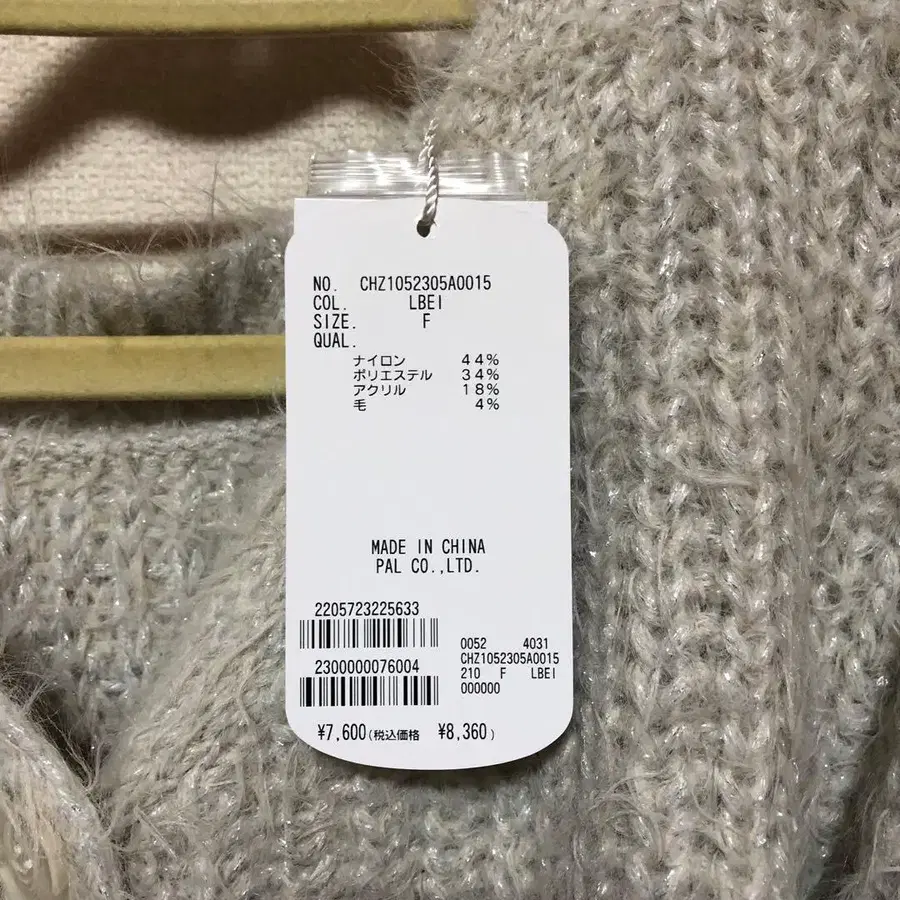 NO. CHZ1052305A0015
COL. LBEI
SIZE. F
QUAL.
ナイロン 44%
ポリエステル 34%
アクリル 18%
毛 4%
MADE IN CHINA
PAL CO.,LTD.
2205723225633
2300000076004
0052 4031
CHZ1052305A0015
210 F LBEI
000000
¥7,600(税込価格 ¥8,360)